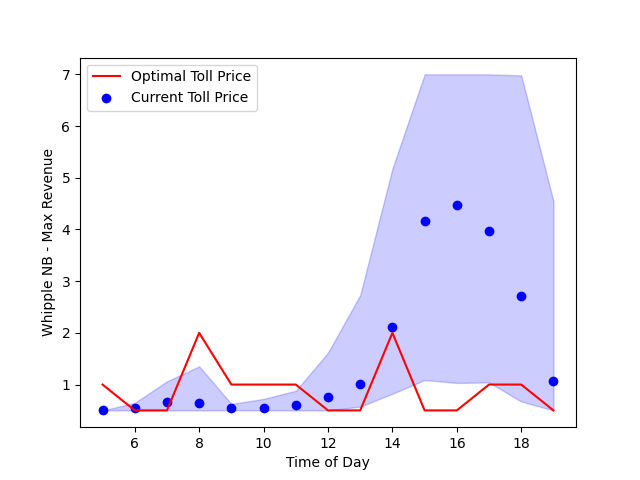 Optimal Toll Price
Current Toll Price
Whipple NB - Max Revenue
7
6
5
4
3
2
1
6 8 10 12 14 16 18
Time of Day